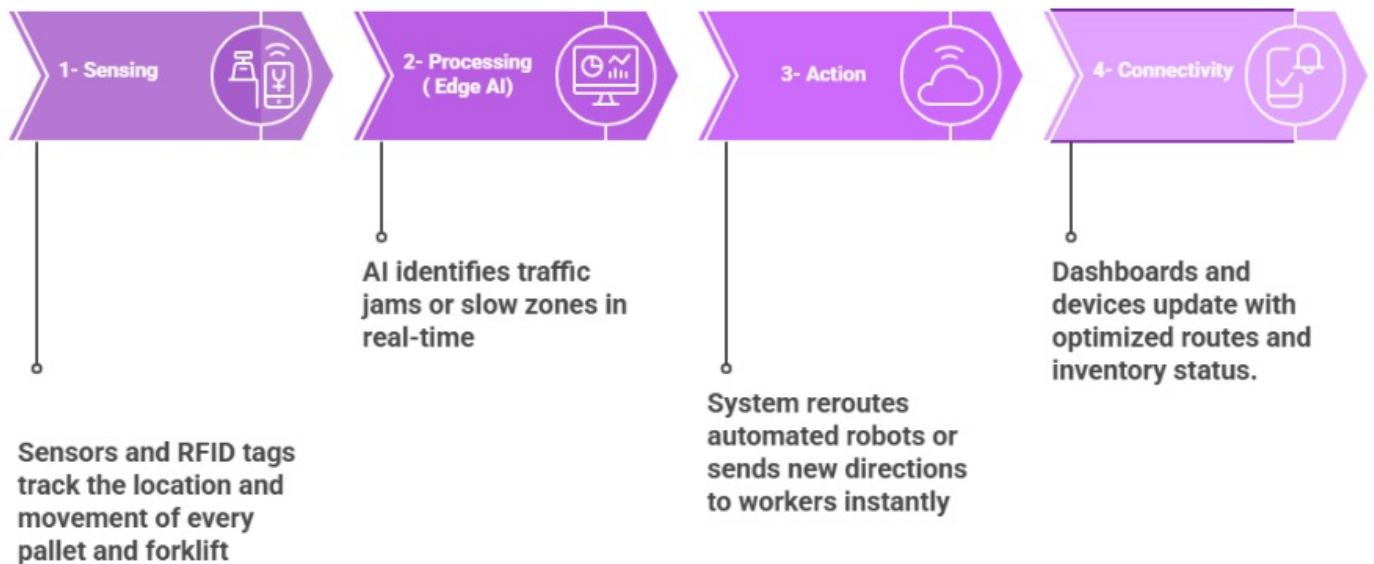 1- Sensing
2- Processing
( Edge AI)
3- Action
4- Connectivity
Sensors and RFID tags
track the location and
movement of every
pallet and forklift
AI identifies traffic
jams or slow zones in
real-time
System reroutes
automated robots or
sends new directions
to workers instantly
Dashboards and
devices update with
optimized routes and
inventory status.